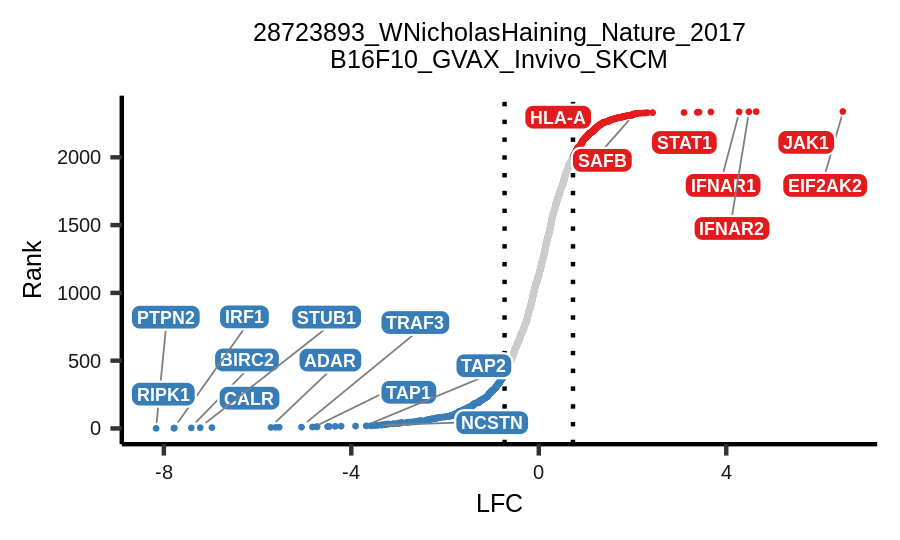 28723893_WNicholasHaining_Nature_2017
B16F10_GVAX_Invivo_SKCM
HLA-A
SAFB
STAT1
JAK1
IFNAR1
EIF2AK2
IFNAR2
PTPN2
IRF1
STUB1
TRAF3
BIRC2
ADAR
TAP2
RIPK1
CALR
TAP1
NCSTN
2000
1500
1000
500
0
Rank
-8
-4
0
4
LFC